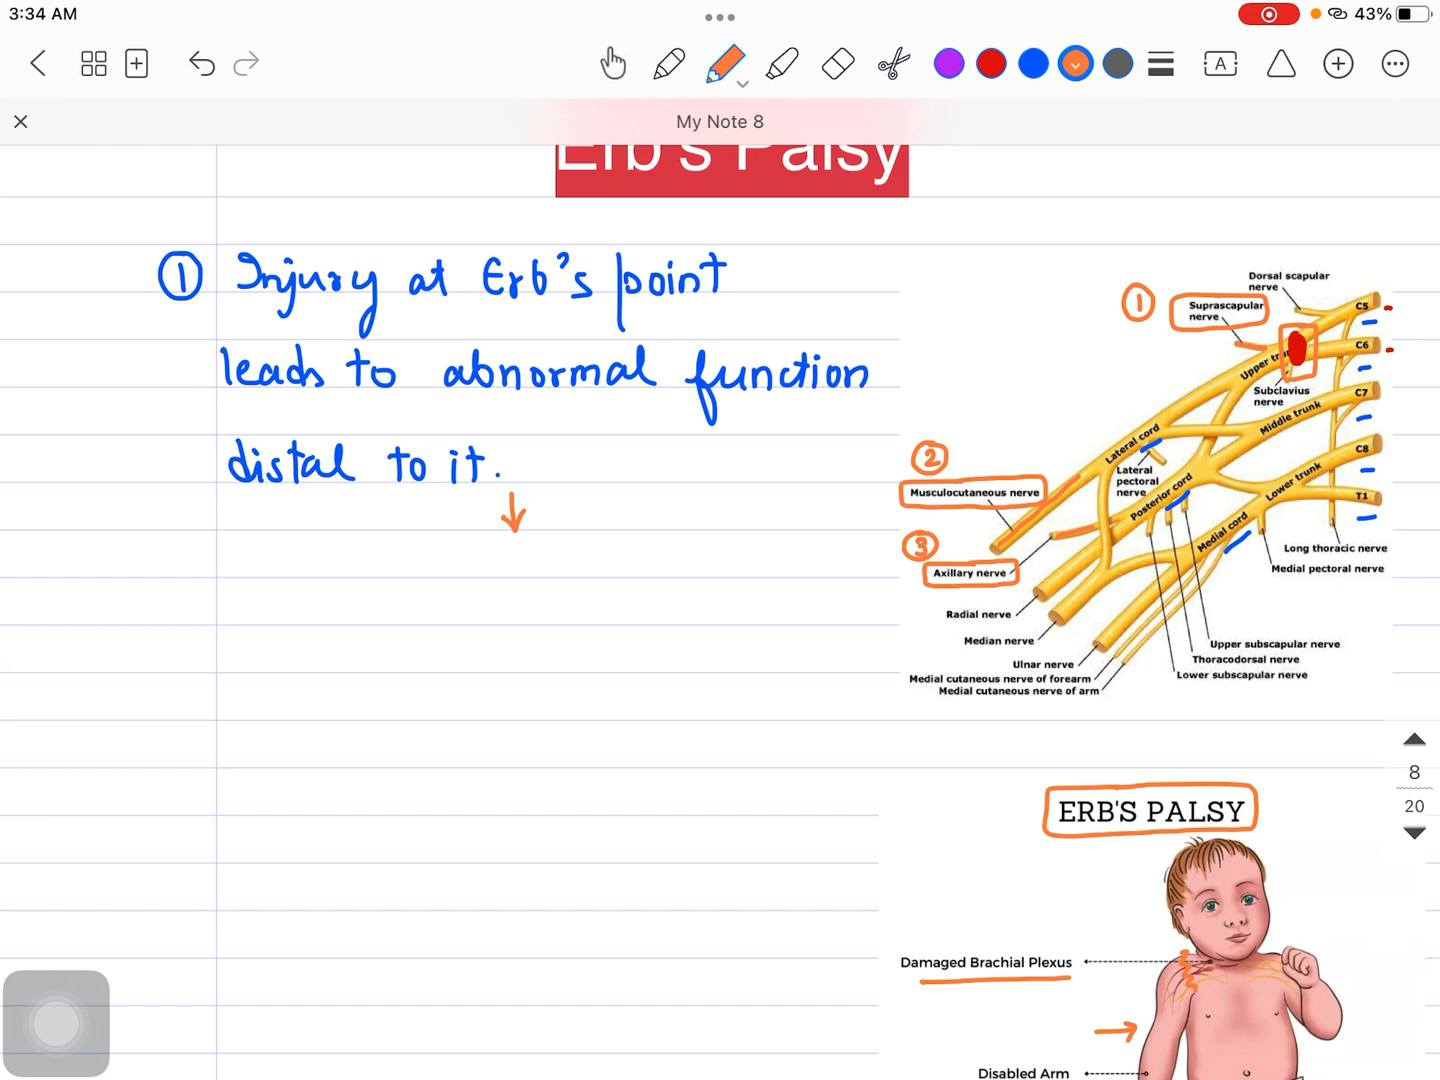 3:34 AM
43%
A
My Note 8
Erb's Palsy
① Injury at Erb's point
leads to abnormal function
distal to it.
↓
Dorsal scapular
nerve
①
Suprascapular
nerve
C5
C6
Upper tru
Subclavius
nerve
C7
Middle trunk
C8
Lateral cord
Lateral
pectoral
nerve
②
Musculocutaneous nerve
Posterior cord
Lower trunk
T1
Medial cord
③
Axillary nerve
Long thoracic nerve
Medial pectoral nerve
Radial nerve
Median nerve
Upper subscapular nerve
Ulnar nerve
Thoracodorsal nerve
Medial cutaneous nerve of forearm
Lower subscapular nerve
Medial cutaneous nerve of arm
8
20
ERB'S PALSY
Damaged Brachial Plexus
Disabled Arm